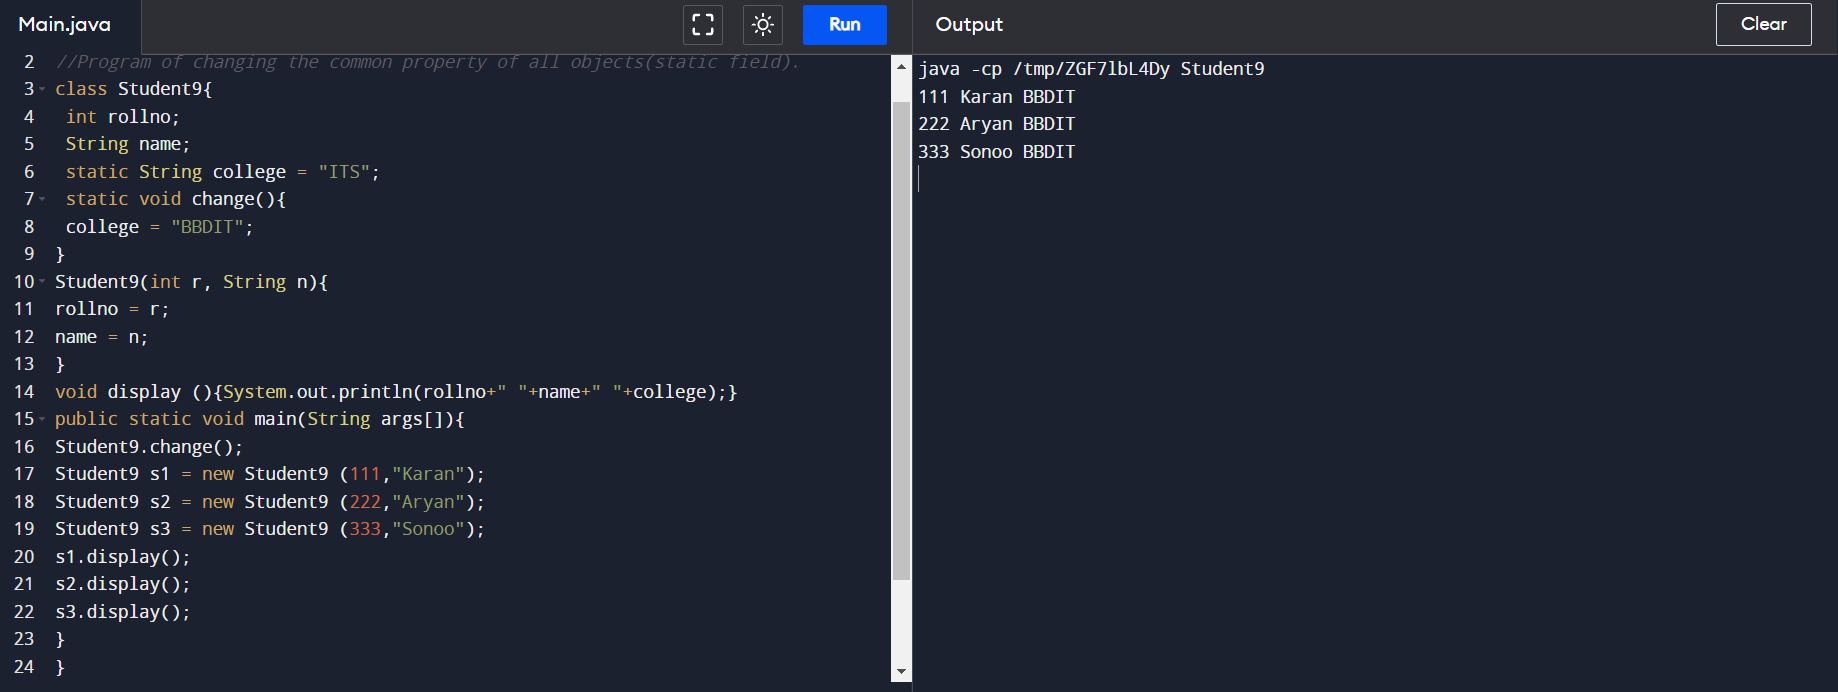 Main.java
Run
2 //Program of changing the common property of all objects(static field).
3 class Student9{
4 int rollno;
5 String name;
6 static String college = "ITS";
7 static void change(){
8 college = "BBDIT";
9 }
10 Student9(int r, String n){
11 rollno = r;
12 name = n;
13 }
14 void display (){System.out.println(rollno+" "+name+" "+college);}
15 public static void main(String args[]){
16 Student9.change();
17 Student9 s1 = new Student9 (111,"Karan");
18 Student9 s2 = new Student9 (222,"Aryan");
19 Student9 s3 = new Student9 (333,"Sonoo");
20 s1.display();
21 s2.display();
22 s3.display();
23 }
24 }
Output
Clear
java -cp /tmp/ZGF7lbL4Dy Student9
111 Karan BBDIT
222 Aryan BBDIT
333 Sonoo BBDIT